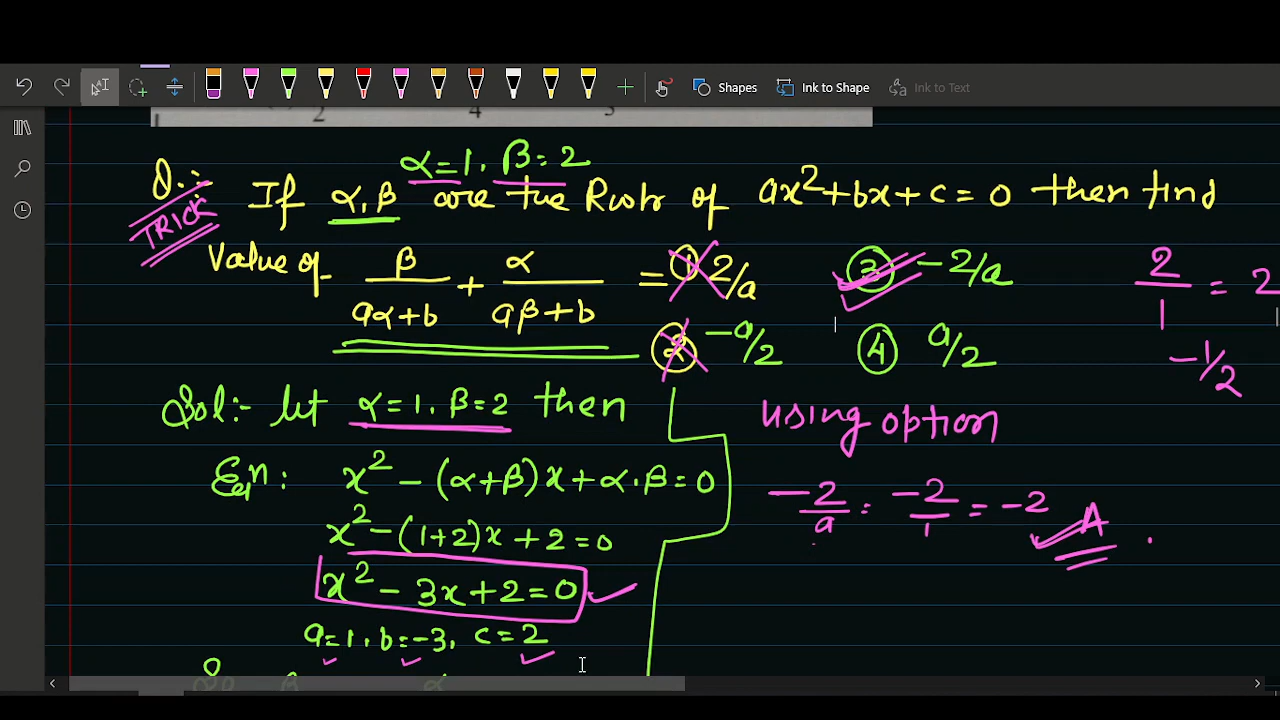 Shapes Ink to Shape Ink to Text
2 4 5
α=1, β=2
Q.:- If α,β are the Roots of ax²+bx+c=0 then find
TRICK
Value of β/(aα+b) + α/(aβ+b) = ① 2/a ③ -2/a
② -a/2 ④ a/2
2/1 = 2
-1/2
Sol:- let α=1, β=2 then
using option
Eqn: x² - (α+β)x + α.β = 0
-2/a = -2/1 = -2 A
x² - (1+2)x + 2 = 0
x² - 3x + 2 = 0
a=1, b=-3, c=2
β α